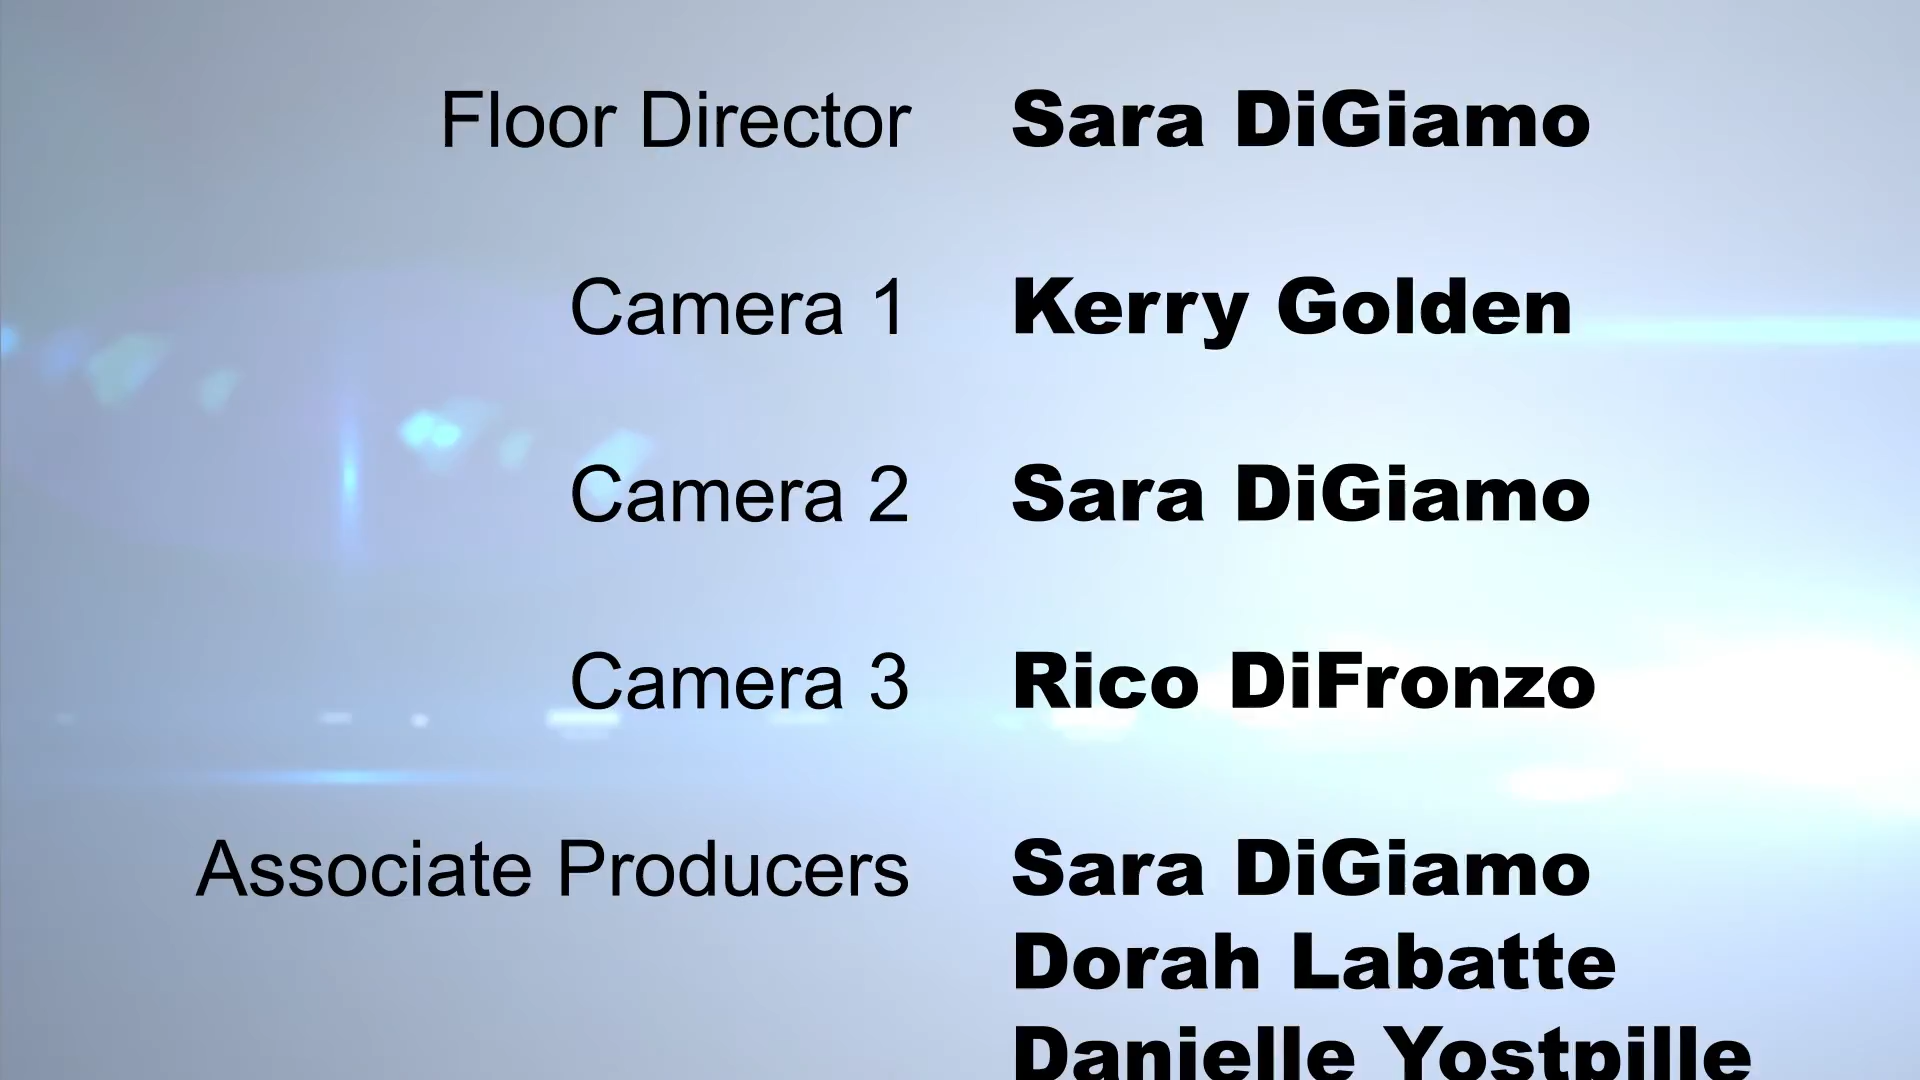 Floor Director Sara DiGiamo
Camera 1 Kerry Golden
Camera 2 Sara DiGiamo
Camera 3 Rico DiFronzo
Associate Producers Sara DiGiamo
Dorah Labatte
Danielle Yostpille